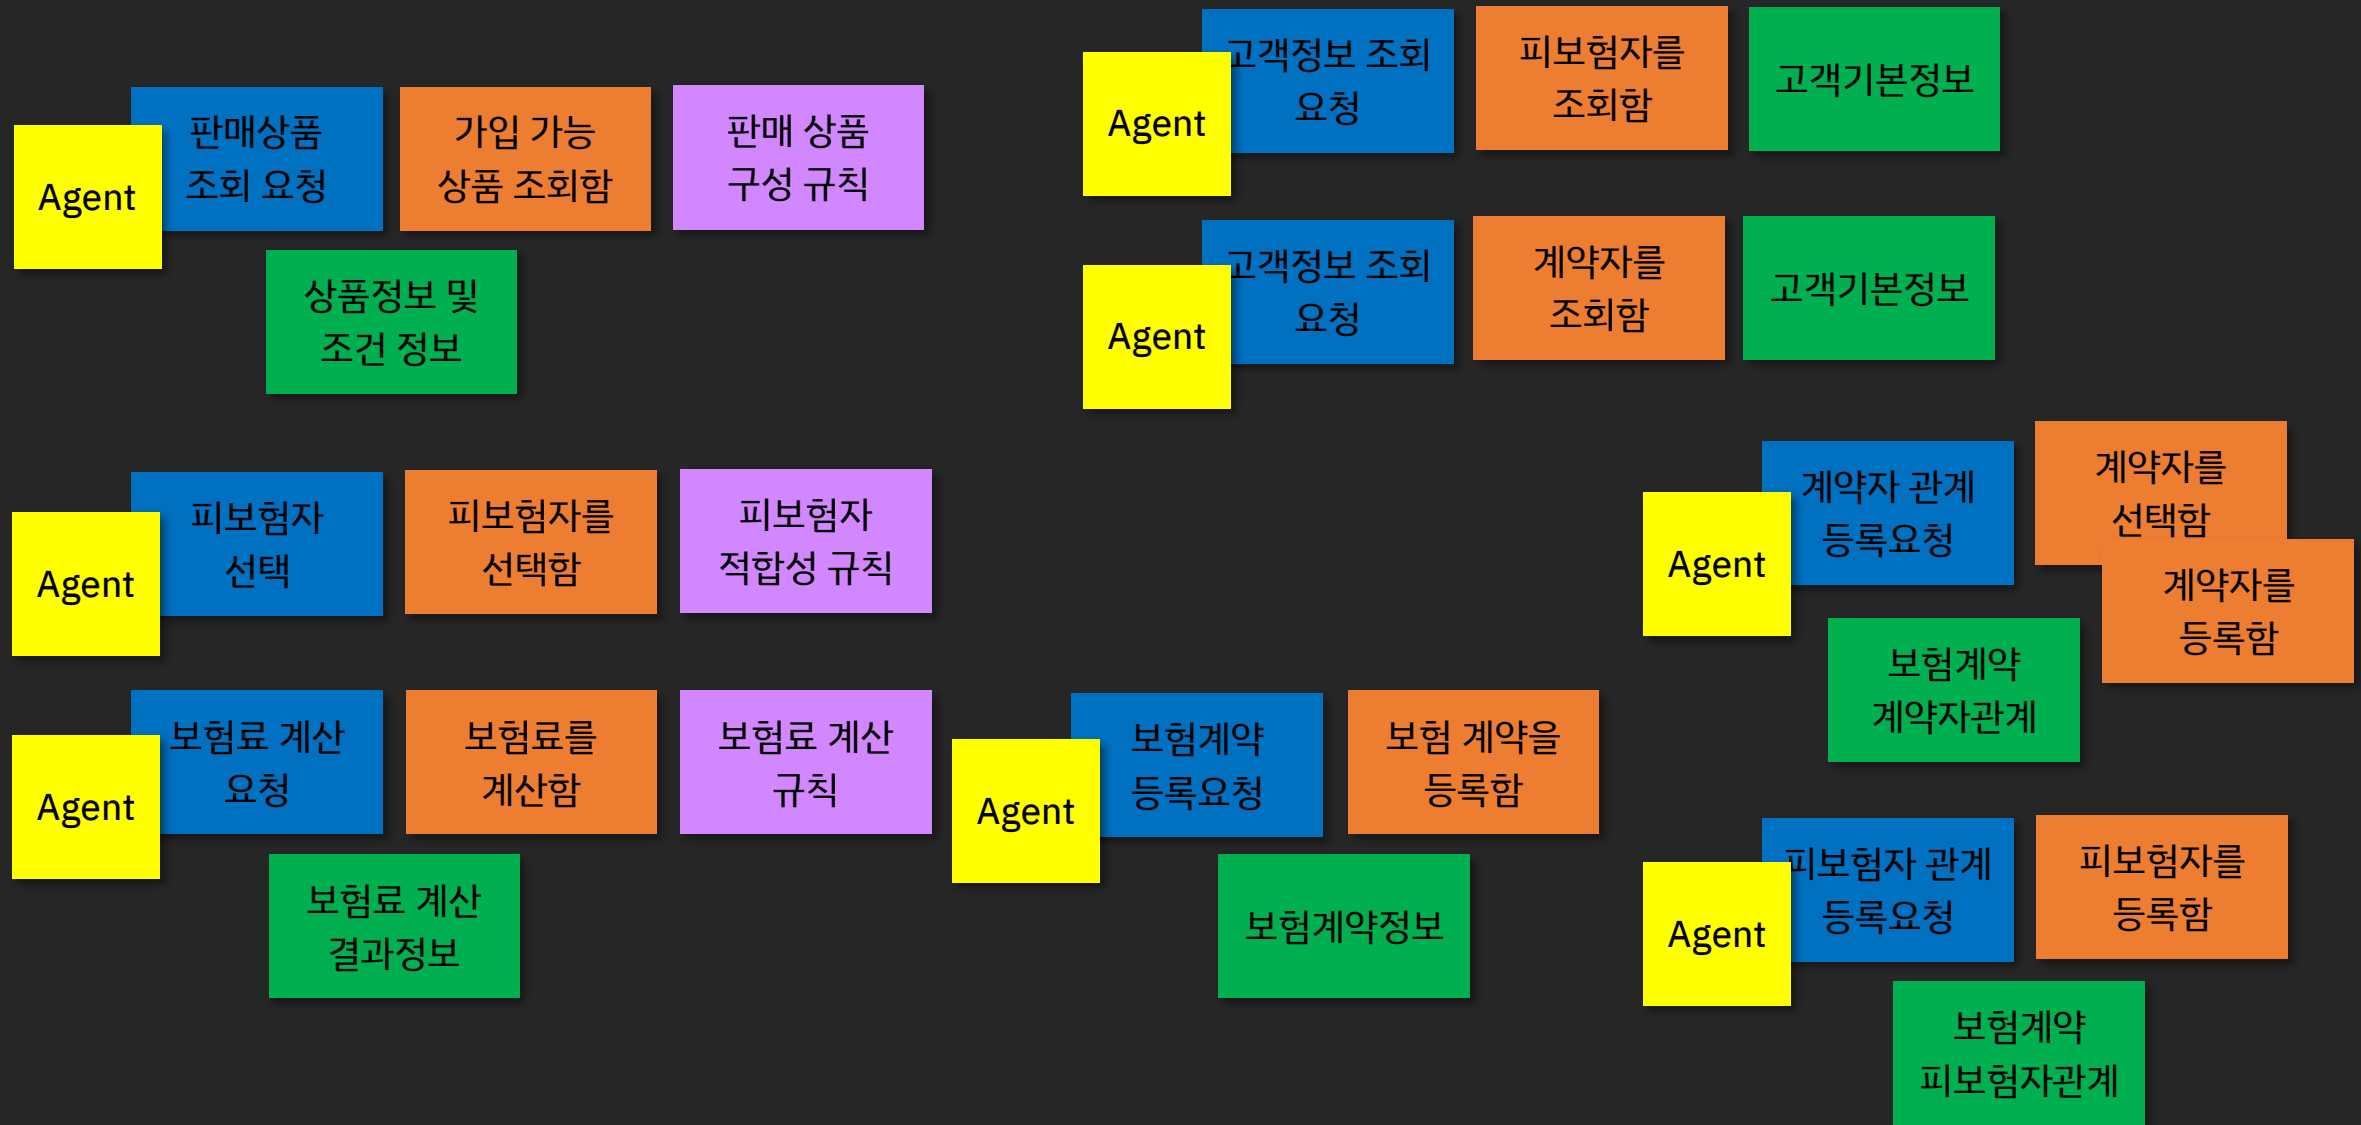 Agent
판매상품
조회 요청
가입 가능
상품 조회함
판매 상품
구성 규칙
상품정보 및
조건 정보
Agent
고객정보 조회
요청
피보험자를
조회함
고객기본정보
Agent
고객정보 조회
요청
계약자를
조회함
고객기본정보
Agent
피보험자
선택
피보험자를
선택함
피보험자
적합성 규칙
Agent
계약자 관계
등록요청
계약자를
선택함
계약자를
등록함
보험계약
계약자관계
Agent
보험료 계산
요청
보험료를
계산함
보험료 계산
규칙
보험료 계산
결과정보
Agent
보험계약
등록요청
보험 계약을
등록함
보험계약정보
Agent
피보험자 관계
등록요청
피보험자를
등록함
보험계약
피보험자관계